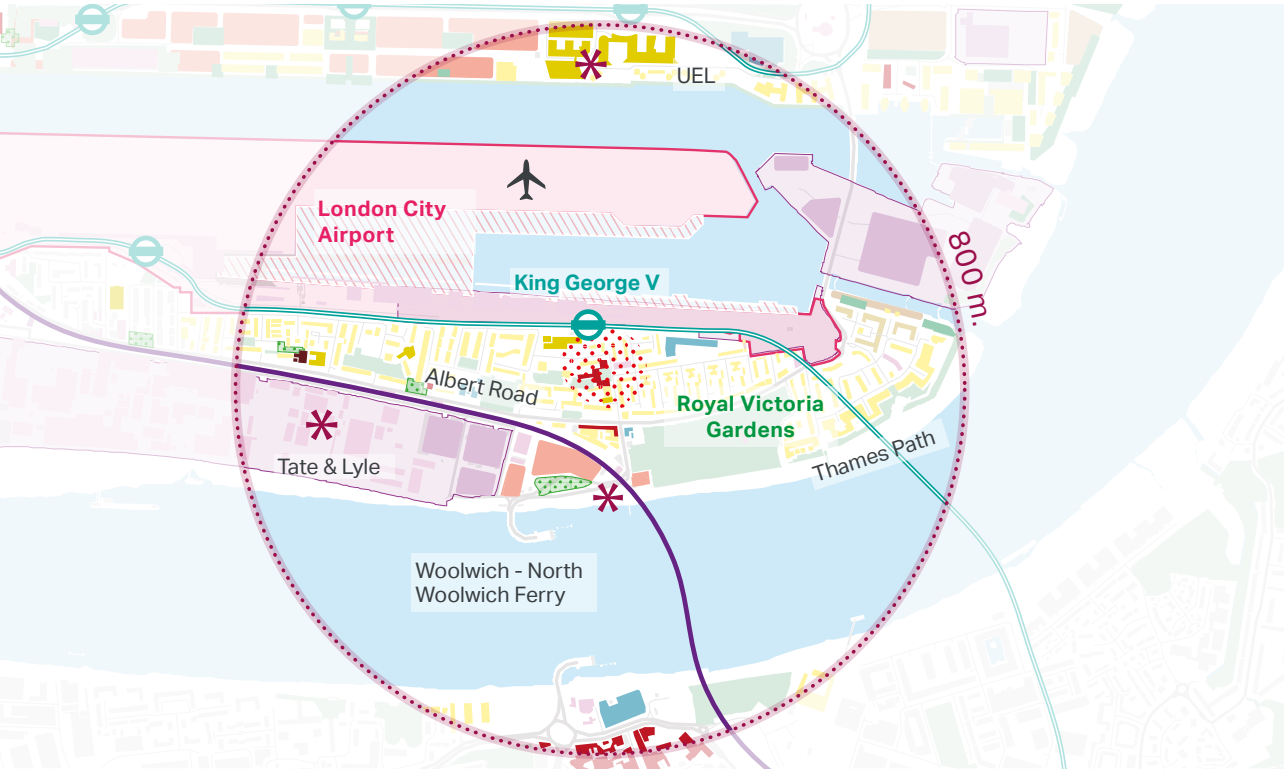 UEL
London City
Airport
800 m.
King George V
Albert Road
Royal Victoria
Gardens
Thames Path
Tate & Lyle
Woolwich - North
Woolwich Ferry